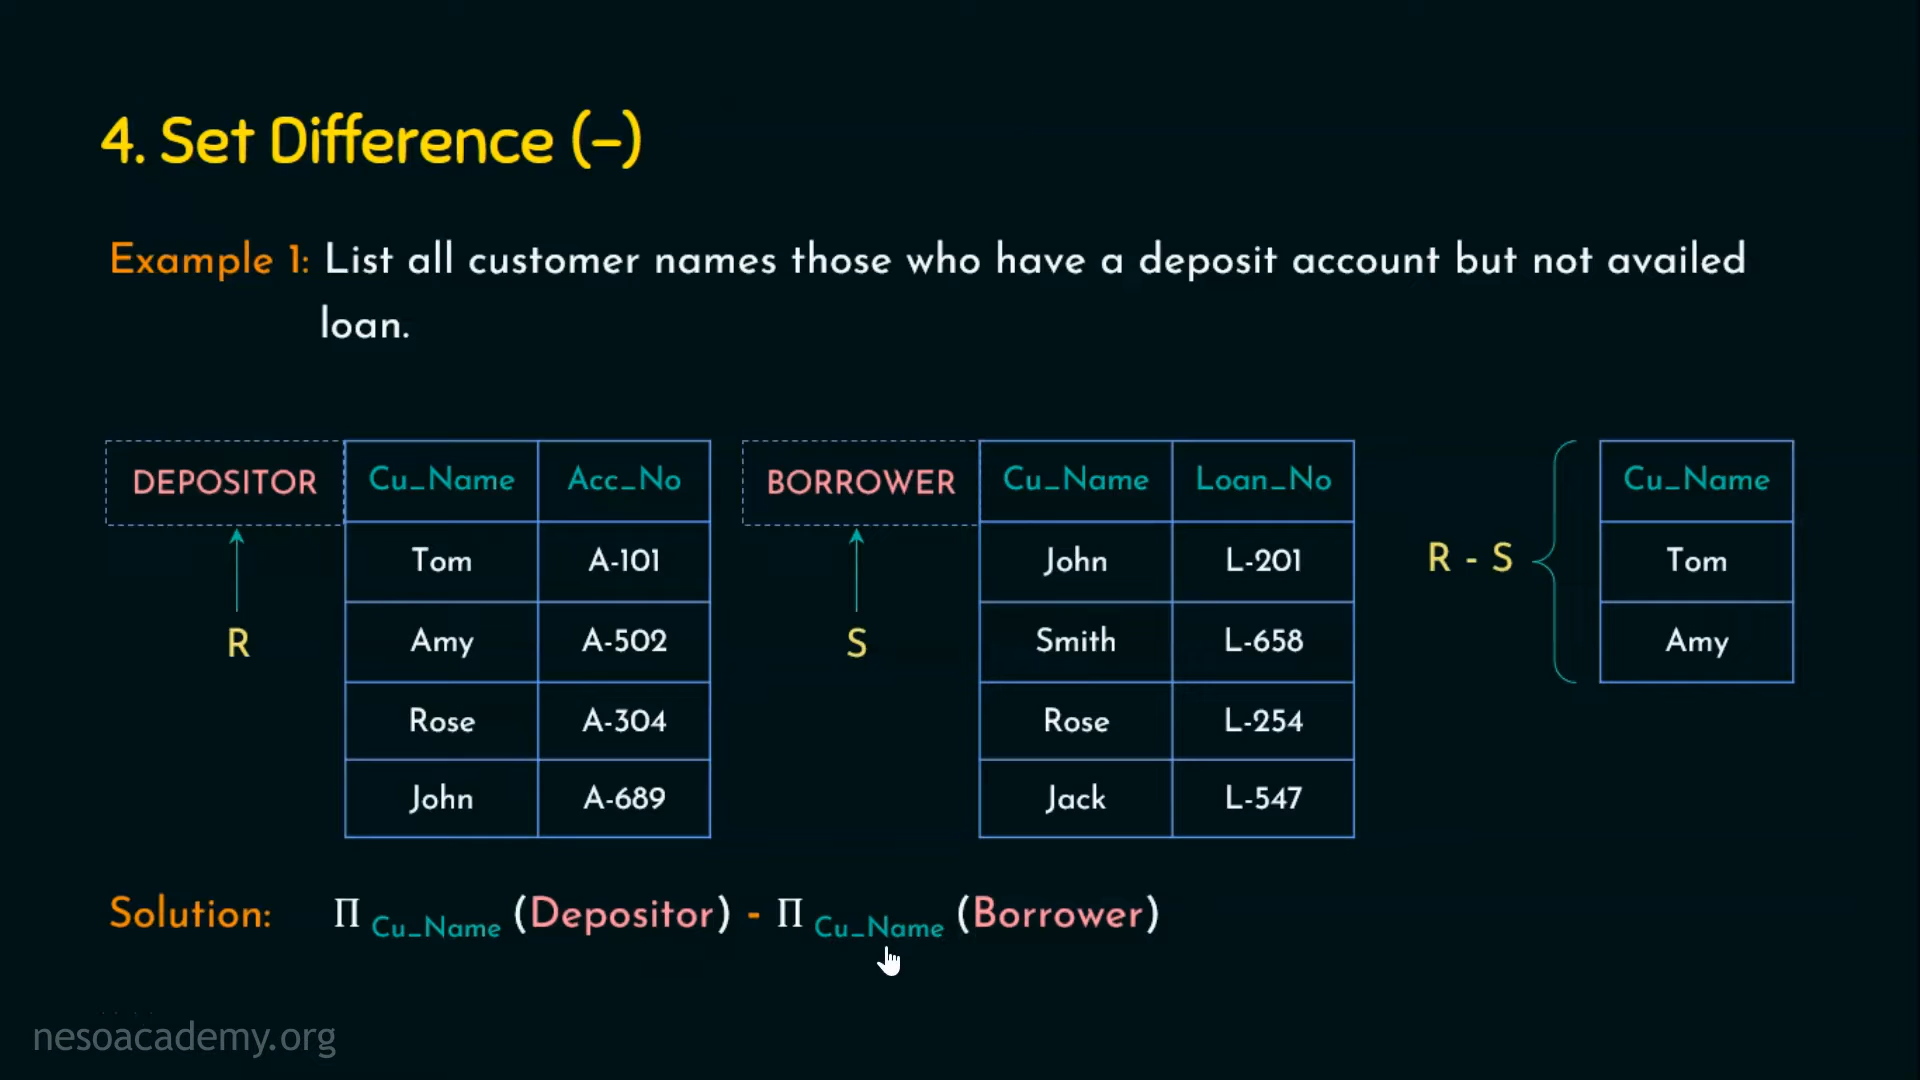 4. Set Difference (-)
Example 1: List all customer names those who have a deposit account but not availed
loan.
DEPOSITOR Cu_Name Acc_No BORROWER Cu_Name Loan_No Cu_Name
Tom A-101 John L-201 R - S Tom
R Amy A-502 S Smith L-658 Amy
Rose A-304 Rose L-254
John A-689 Jack L-547
Solution: Π Cu_Name (Depositor) - Π Cu_Name (Borrower)
nesoacademy.org